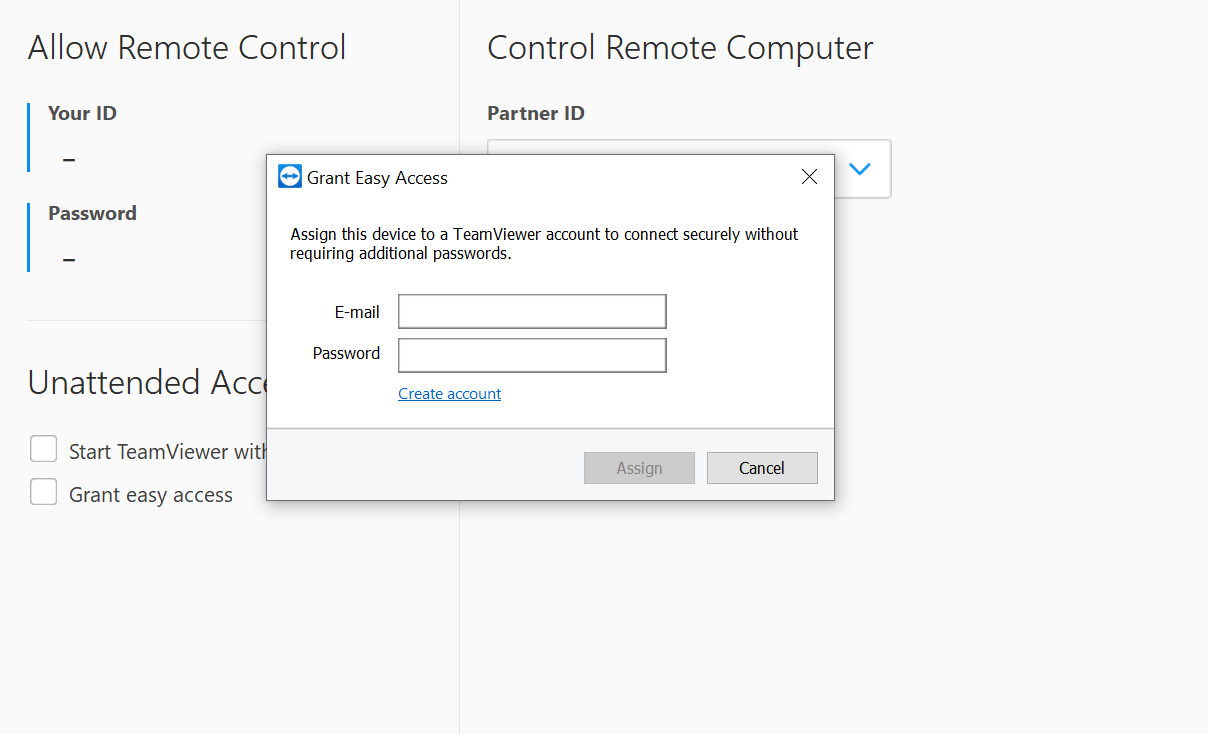 Allow Remote Control
Your ID
–
Password
–
Unattended Acce
Start TeamViewer with
Grant easy access
Control Remote Computer
Partner ID
Grant Easy Access
Assign this device to a TeamViewer account to connect securely without
requiring additional passwords.
E-mail
Password
Create account
Assign
Cancel